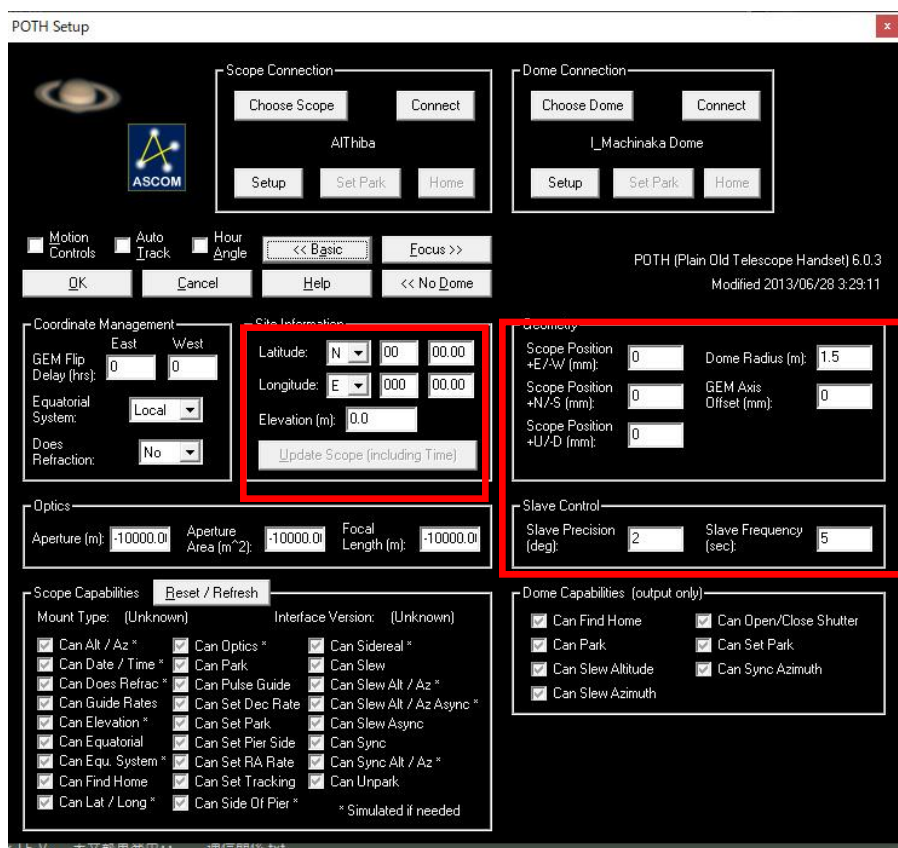 POTH Setup
x
Scope Connection
Choose Scope Connect
AlThiba
Setup Set Park Home
Dome Connection
Choose Dome Connect
I_Machinaka Dome
Setup Set Park Home
ASCOM
Motion Controls
Auto Track
Hour Angle
<< Basic Focus >>
OK Cancel Help << No Dome
POTH (Plain Old Telescope Handset) 6.0.3
Modified 2013/06/28 3:29:11
Coordinate Management
East West
GEM Flip
Delay (hrs): 0 0
Equatorial
System: Local
Does
Refraction: No
Site Information
Latitude: N 00 00.00
Longitude: E 000 00.00
Elevation (m): 0.0
Update Scope (including Time)
Geometry
Scope Position
+E/-W (mm): 0
Scope Position
+N/-S (mm): 0
Scope Position
+U/-D (mm): 0
Dome Radius (m): 1.5
GEM Axis
Offset (mm): 0
Optics
Aperture (m): -10000.0
Aperture
Area (m^2): -10000.0
Focal
Length (m): -10000.0
Slave Control
Slave Precision
(deg): 2
Slave Frequency
(sec): 5
Scope Capabilities Reset / Refresh
Mount Type: (Unknown) Interface Version: (Unknown)
Can Alt / Az * Can Optics * Can Sidereal *
Can Date / Time * Can Park Can Slew
Can Does Refrac * Can Pulse Guide Can Slew Alt / Az *
Can Guide Rates Can Set Dec Rate Can Slew Alt / Az Async *
Can Elevation * Can Set Park Can Slew Async
Can Equatorial Can Set Pier Side Can Sync
Can Equ. System * Can Set RA Rate Can Sync Alt / Az *
Can Find Home Can Set Tracking Can Unpark
Can Lat / Long * Can Side Of Pier * * Simulated if needed
Dome Capabilities (output only)
Can Find Home Can Open/Close Shutter
Can Park Can Set Park
Can Slew Altitude Can Sync Azimuth
Can Slew Azimuth